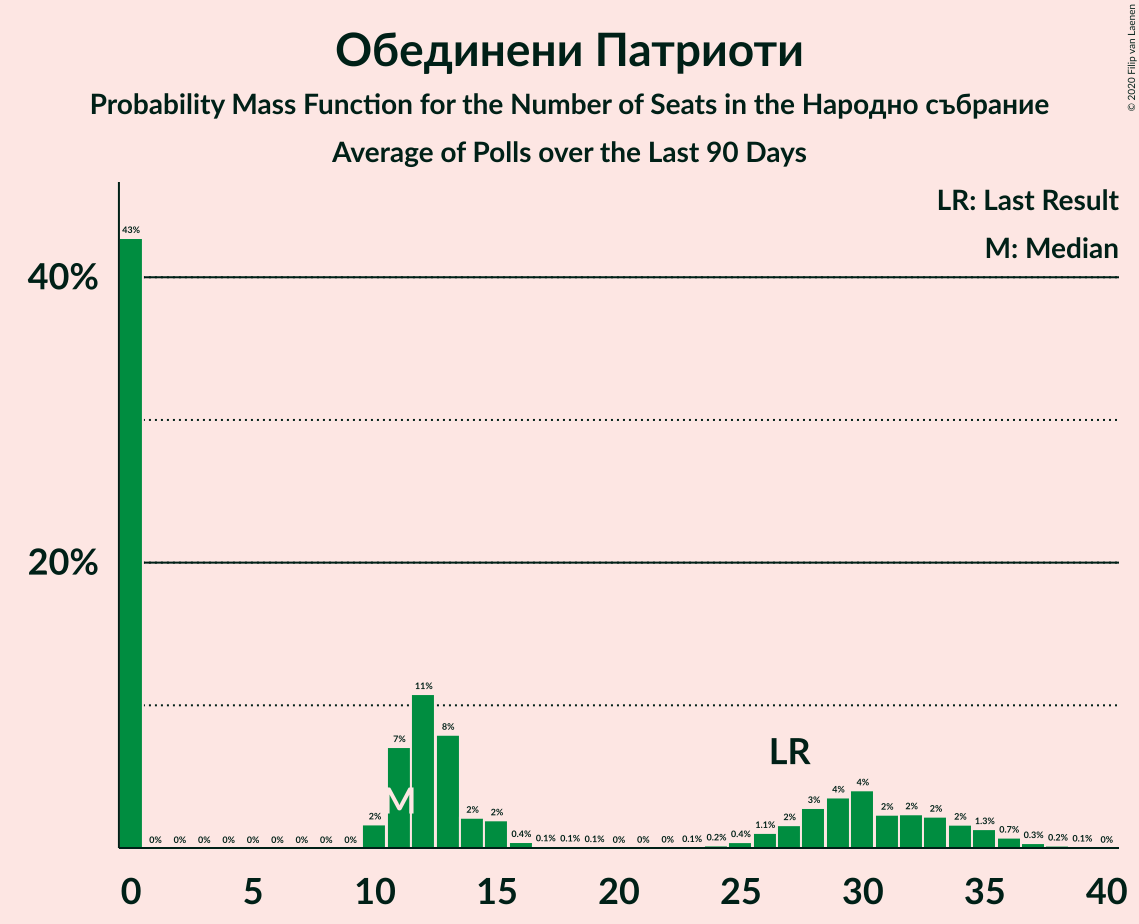 Обединени Патриоти
Probability Mass Function for the Number of Seats in the Народно събрание
Average of Polls over the Last 90 Days
© 2020 Filip van Laenen
LR: Last Result
M: Median
40%
20%
43% 0% 0% 0% 0% 0% 0% 0% 0% 0% 2% 7% 11% 8% 2% 2% 0.4% 0.1% 0.1% 0.1% 0% 0% 0% 0.1% 0.2% 0.4% 1.1% 2% 3% 4% 4% 2% 2% 2% 2% 1.3% 0.7% 0.3% 0.2% 0.1% 0%
LR
M
0 5 10 15 20 25 30 35 40